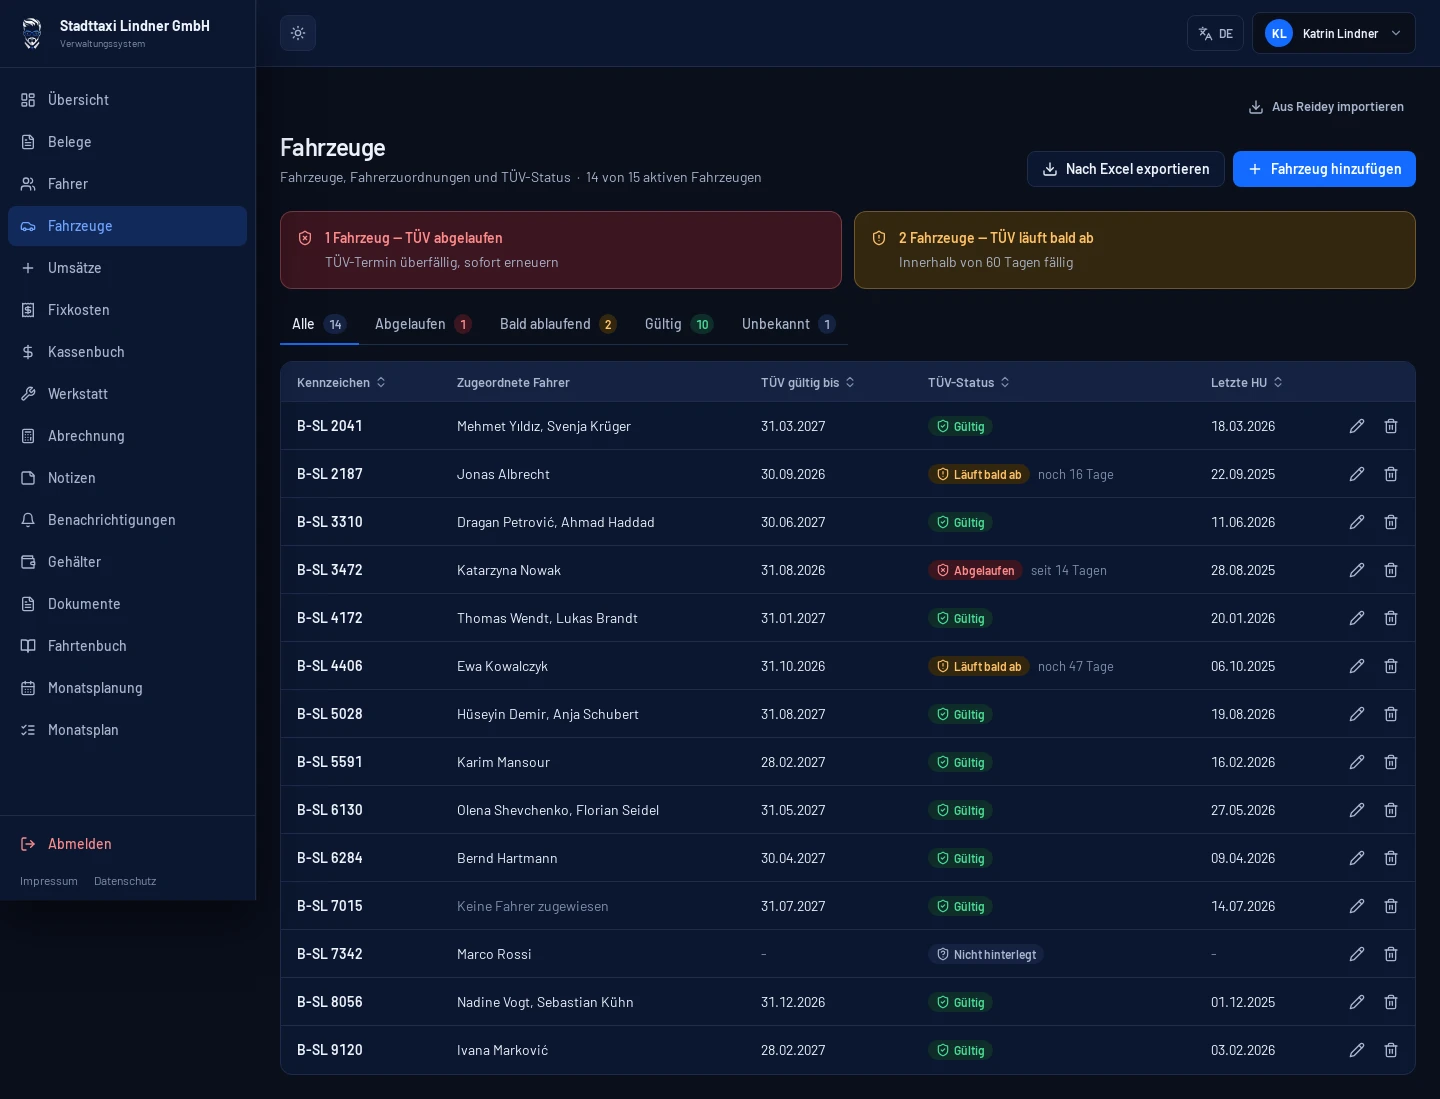 Stadttaxi Lindner GmbH
Verwaltungssystem
DE
KL Katrin Lindner
Übersicht
Belege
Fahrer
Fahrzeuge
Umsätze
Fixkosten
Kassenbuch
Werkstatt
Abrechnung
Notizen
Benachrichtigungen
Gehälter
Dokumente
Fahrtenbuch
Monatsplanung
Monatsplan
Abmelden
Impressum Datenschutz
Aus Reidey importieren
Fahrzeuge
Fahrzeuge, Fahrerzuordnungen und TÜV-Status · 14 von 15 aktiven Fahrzeugen
Nach Excel exportieren
Fahrzeug hinzufügen
1 Fahrzeug — TÜV abgelaufen
TÜV-Termin überfällig, sofort erneuern
2 Fahrzeuge — TÜV läuft bald ab
Innerhalb von 60 Tagen fällig
Alle 14 Abgelaufen 1 Bald ablaufend 2 Gültig 10 Unbekannt 1
Kennzeichen Zugeordnete Fahrer TÜV gültig bis TÜV-Status Letzte HU
B-SL 2041 Mehmet Yıldız, Svenja Krüger 31.03.2027 Gültig 18.03.2026
B-SL 2187 Jonas Albrecht 30.09.2026 Läuft bald ab noch 16 Tage 22.09.2025
B-SL 3310 Dragan Petrović, Ahmad Haddad 30.06.2027 Gültig 11.06.2026
B-SL 3472 Katarzyna Nowak 31.08.2026 Abgelaufen seit 14 Tagen 28.08.2025
B-SL 4172 Thomas Wendt, Lukas Brandt 31.01.2027 Gültig 20.01.2026
B-SL 4406 Ewa Kowalczyk 31.10.2026 Läuft bald ab noch 47 Tage 06.10.2025
B-SL 5028 Hüseyin Demir, Anja Schubert 31.08.2027 Gültig 19.08.2026
B-SL 5591 Karim Mansour 28.02.2027 Gültig 16.02.2026
B-SL 6130 Olena Shevchenko, Florian Seidel 31.05.2027 Gültig 27.05.2026
B-SL 6284 Bernd Hartmann 30.04.2027 Gültig 09.04.2026
B-SL 7015 Keine Fahrer zugewiesen 31.07.2027 Gültig 14.07.2026
B-SL 7342 Marco Rossi - Nicht hinterlegt -
B-SL 8056 Nadine Vogt, Sebastian Kühn 31.12.2026 Gültig 01.12.2025
B-SL 9120 Ivana Marković 28.02.2027 Gültig 03.02.2026